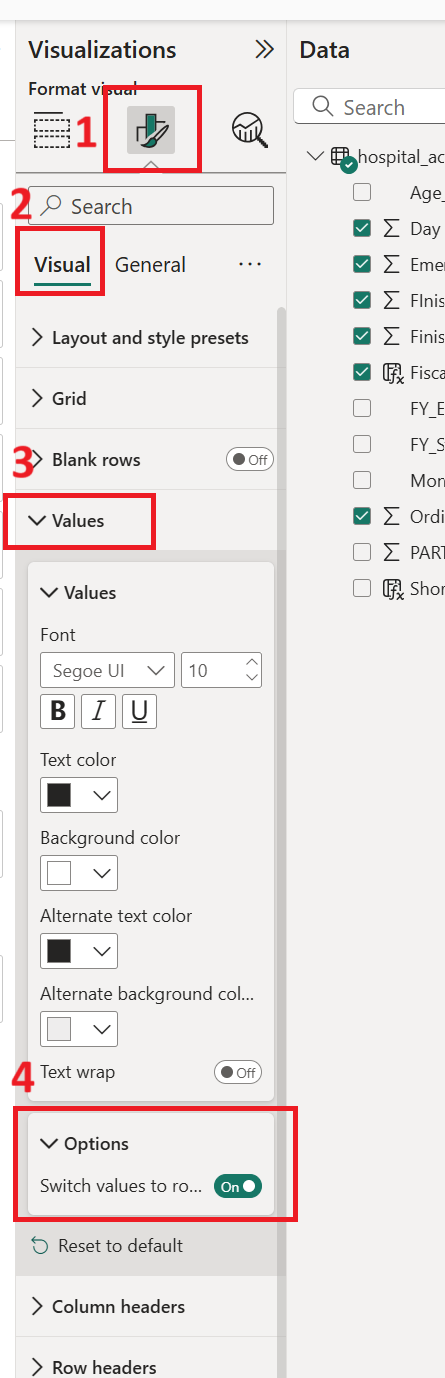 Visualizations
Format visual
1
2
Search
Visual
General
...
Layout and style presets
Grid
3
Blank rows
Off
Values
Values
Font
Segoe UI
10
B
I
U
Text color
Background color
Alternate text color
Alternate background col...
4
Text wrap
Off
Options
Switch values to ro...
On
Reset to default
Column headers
Row headers
Data
Search
hospital_ac
Age_
Day
Emer
FInis
Finis
Fisca
FY_E
FY_S
Mon
Ordi
PART
Shor